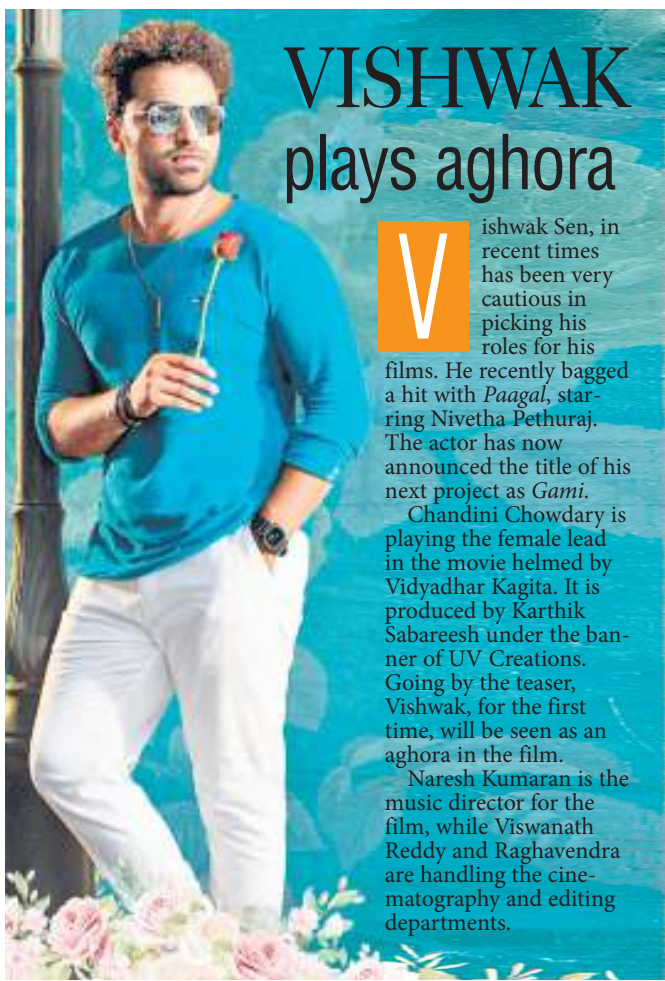 VISHWAK
plays aghora
Vishwak Sen, in
recent times
has been very
cautious in
picking his
roles for his
films. He recently bagged
a hit with Paagal, star-
ring Nivetha Pethuraj.
The actor has now
announced the title of his
next project as Gami.
Chandini Chowdary is
playing the female lead
in the movie helmed by
Vidyadhar Kagita. It is
produced by Karthik
Sabareesh under the ban-
ner of UV Creations.
Going by the teaser,
Vishwak, for the first
time, will be seen as an
aghora in the film.
Naresh Kumaran is the
music director for the
film, while Viswanath
Reddy and Raghavendra
are handling the cine-
matography and editing
departments.